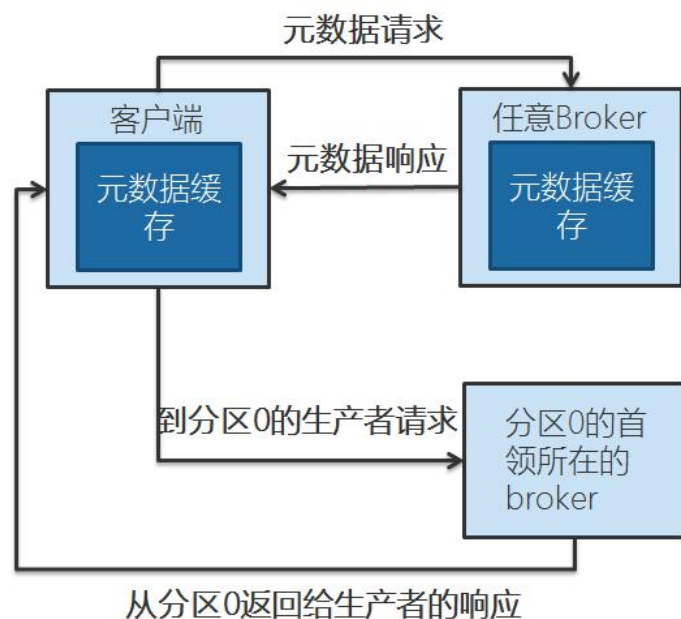 元数据请求
客户端
任意Broker
元数据响应
元数据缓
存
元数据缓
存
到分区0的生产者请求
分区0的首
领所在的
broker
从分区0返回给生产者的响应